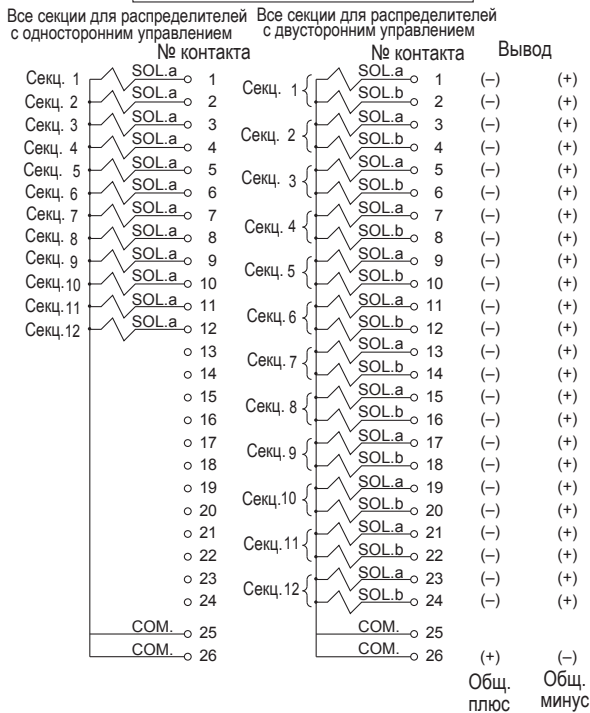 Все секции для распределителей Все секции для распределителей
с односторонним управлением с двусторонним управлением
№ контакта № контакта Вывод
Секц. 1 SOL.a 1 Секц. 1 SOL.a 1 (–) (+)
Секц. 2 SOL.a 2 SOL.b 2 (–) (+)
Секц. 3 SOL.a 3 Секц. 2 SOL.a 3 (–) (+)
Секц. 4 SOL.a 4 SOL.b 4 (–) (+)
Секц. 5 SOL.a 5 Секц. 3 SOL.a 5 (–) (+)
Секц. 6 SOL.a 6 SOL.b 6 (–) (+)
Секц. 7 SOL.a 7 Секц. 4 SOL.a 7 (–) (+)
Секц. 8 SOL.a 8 SOL.b 8 (–) (+)
Секц. 9 SOL.a 9 Секц. 5 SOL.a 9 (–) (+)
Секц.10 SOL.a 10 SOL.b 10 (–) (+)
Секц.11 SOL.a 11 Секц. 6 SOL.a 11 (–) (+)
Секц.12 SOL.a 12 SOL.b 12 (–) (+)
13 Секц. 7 SOL.a 13 (–) (+)
14 SOL.b 14 (–) (+)
15 Секц. 8 SOL.a 15 (–) (+)
16 SOL.b 16 (–) (+)
17 Секц. 9 SOL.a 17 (–) (+)
18 SOL.b 18 (–) (+)
19 Секц.10 SOL.a 19 (–) (+)
20 SOL.b 20 (–) (+)
21 Секц.11 SOL.a 21 (–) (+)
22 SOL.b 22 (–) (+)
23 Секц.12 SOL.a 23 (–) (+)
24 SOL.b 24 (–) (+)
COM. 25 COM. 25
COM. 26 COM. 26 (+) (–)
Общ. Общ.
плюс минус